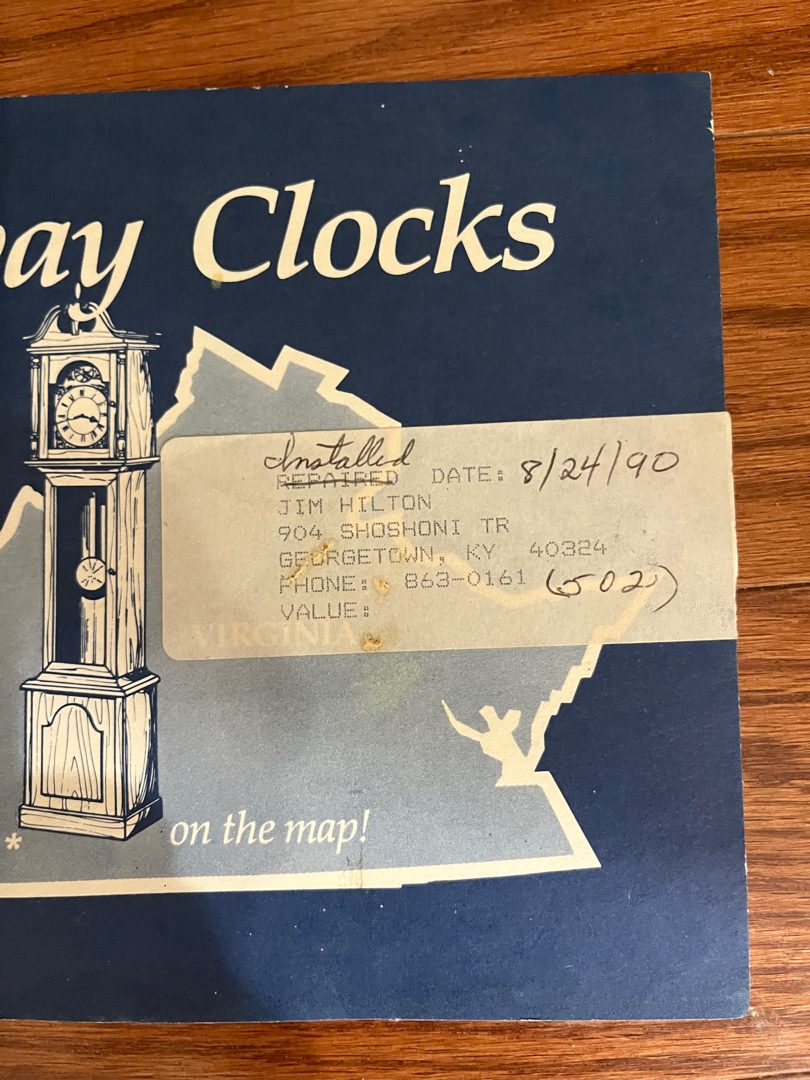 way Clocks
Installed
REPAIRED DATE: 8/24/90
JIM HILTON
904 SHOSHONI TR
GEORGETOWN, KY 40324
PHONE: 863-0161 (502)
VALUE:
VIRGINIA
* on the map!